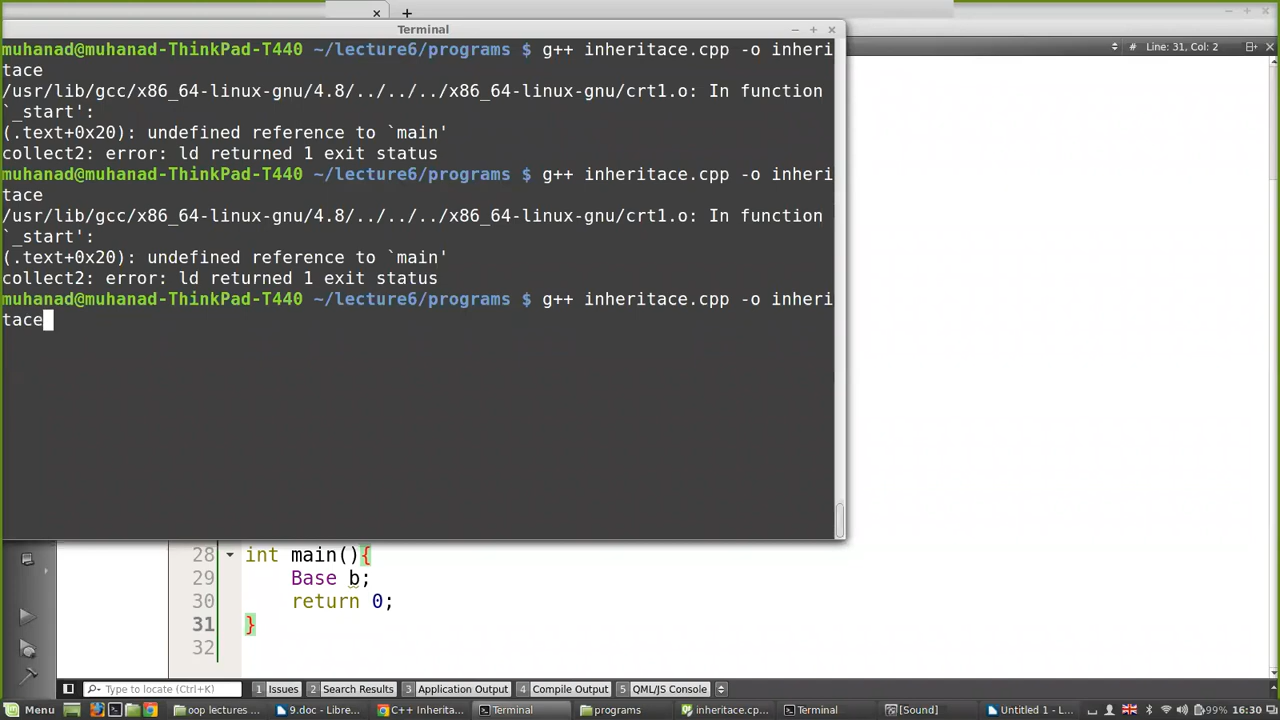 Terminal
Line: 31, Col: 2
muhanad@muhanad-ThinkPad-T440 ~/lecture6/programs $ g++ inheritace.cpp -o inheri
tace
/usr/lib/gcc/x86_64-linux-gnu/4.8/../../../x86_64-linux-gnu/crt1.o: In function
`_start':
(.text+0x20): undefined reference to `main'
collect2: error: ld returned 1 exit status
muhanad@muhanad-ThinkPad-T440 ~/lecture6/programs $ g++ inheritace.cpp -o inheri
tace
/usr/lib/gcc/x86_64-linux-gnu/4.8/../../../x86_64-linux-gnu/crt1.o: In function
`_start':
(.text+0x20): undefined reference to `main'
collect2: error: ld returned 1 exit status
muhanad@muhanad-ThinkPad-T440 ~/lecture6/programs $ g++ inheritace.cpp -o inheri
tace
28 int main(){
29 Base b;
30 return 0;
31 }
32
Type to locate (Ctrl+K) 1 Issues 2 Search Results 3 Application Output 4 Compile Output 5 QML/JS Console
Menu oop lectures ... 9.doc - Libre... C++ Inherita... Terminal programs inheritace.cp... Terminal [Sound] Untitled 1 - L... 99% 16:30